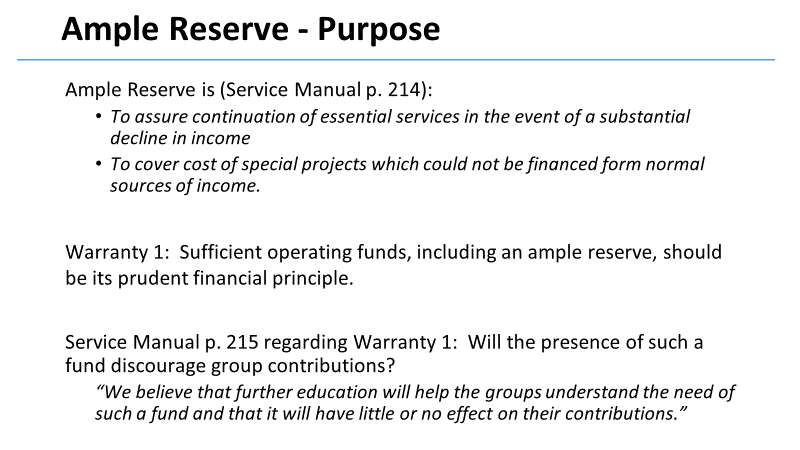 Ample Reserve - Purpose
Ample Reserve is (Service Manual p. 214):
• To assure continuation of essential services in the event of a substantial
decline in income
• To cover cost of special projects which could not be financed form normal
sources of income.
Warranty 1:  Sufficient operating funds, including an ample reserve, should
be its prudent financial principle.
Service Manual p. 215 regarding Warranty 1:  Will the presence of such a
fund discourage group contributions?
“We believe that further education will help the groups understand the need of
such a fund and that it will have little or no effect on their contributions.”